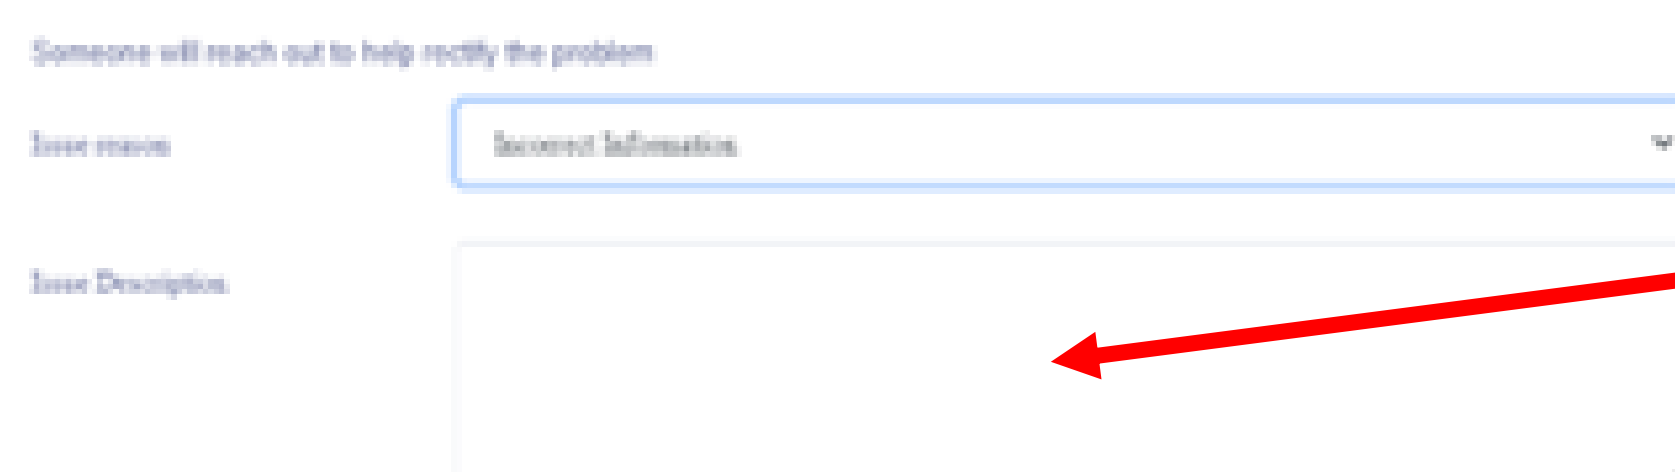 Someone will reach out to help rectify the problem
Issue reason
Incorrect Information
Issue Description